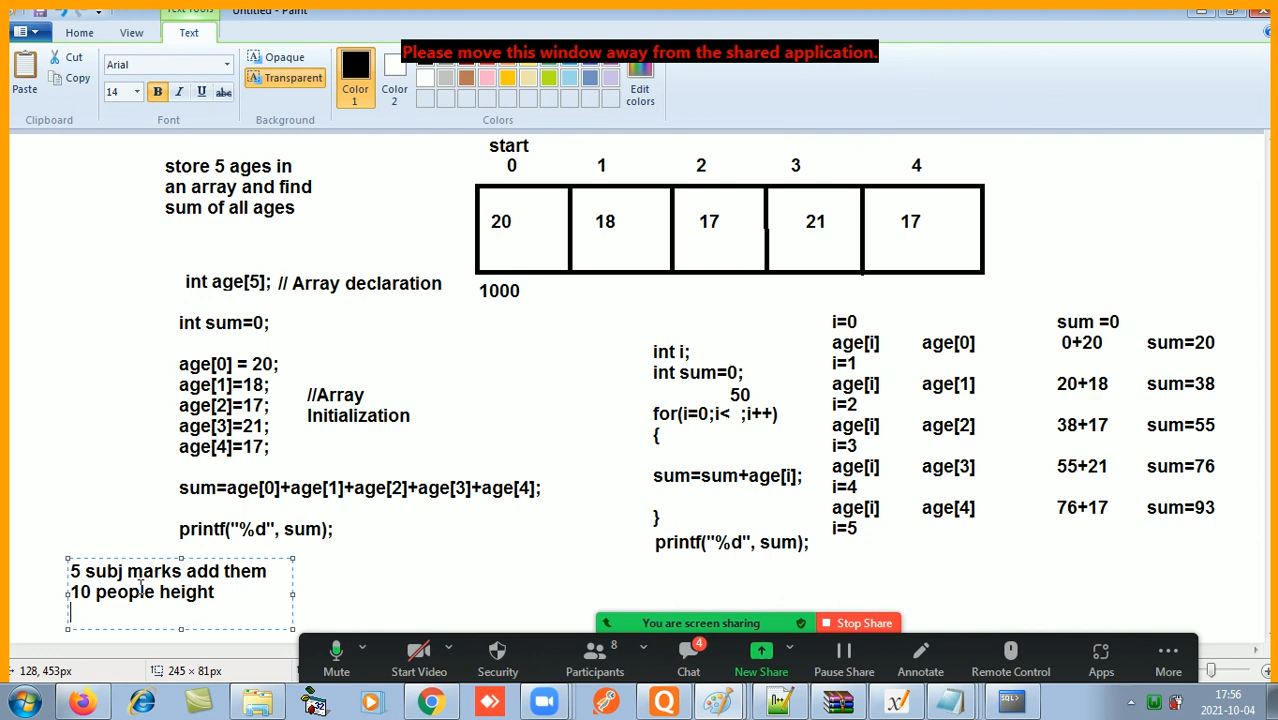 Untitled - Paint
Text Tools
Home
View
Text
Paste
Cut
Copy
Clipboard
Arial
14
B
I
U
abc
Font
Opaque
Transparent
Background
Color 1
Color 2
Edit colors
Colors
Please move this window away from the shared application.
store 5 ages in
an array and find
sum of all ages
start
0 1 2 3 4
20 18 17 21 17
1000
int age[5]; // Array declaration
int sum=0;
age[0] = 20;
age[1]=18;
age[2]=17;
age[3]=21;
age[4]=17;
//Array
Initialization
sum=age[0]+age[1]+age[2]+age[3]+age[4];
printf("%d", sum);
5 subj marks add them
10 people height
int i;
int sum=0;
50
for(i=0;i< ;i++)
{
sum=sum+age[i];
}
printf("%d", sum);
i=0 sum =0
age[i] age[0] 0+20 sum=20
i=1
age[i] age[1] 20+18 sum=38
i=2
age[i] age[2] 38+17 sum=55
i=3
age[i] age[3] 55+21 sum=76
i=4
age[i] age[4] 76+17 sum=93
i=5
You are screen sharing
Stop Share
Mute
Start Video
Security
8
Participants
4
Chat
New Share
Pause Share
Annotate
Remote Control
Apps
More
128, 453px
245 × 81px
17:56
2021-10-04